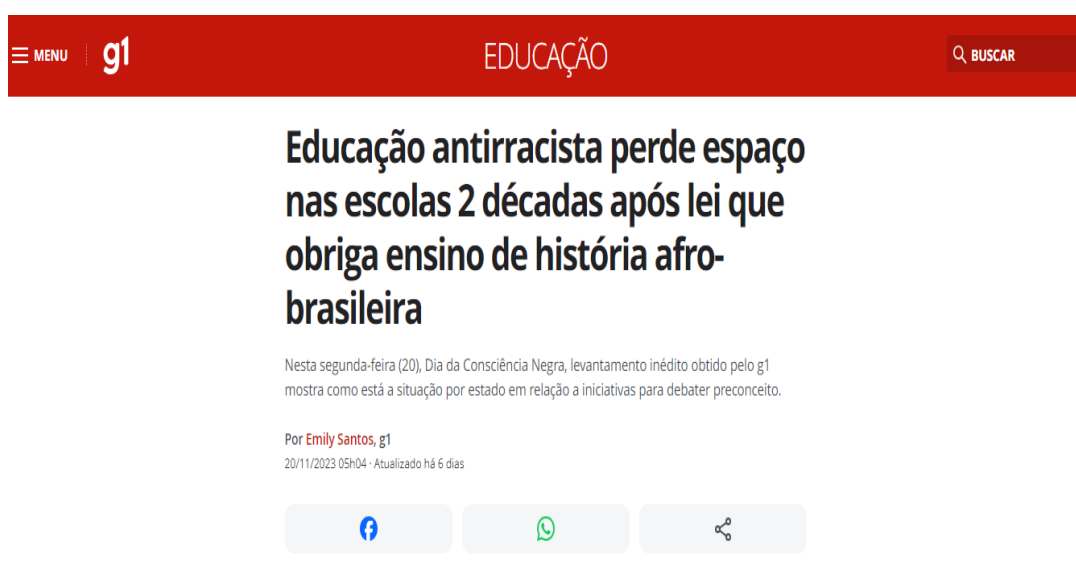 MENU
g1
EDUCAÇÃO
BUSCAR
Educação antirracista perde espaço
nas escolas 2 décadas após lei que
obriga ensino de história afro-
brasileira
Nesta segunda-feira (20), Dia da Consciência Negra, levantamento inédito obtido pelo g1
mostra como está a situação por estado em relação a iniciativas para debater preconceito.
Por Emily Santos, g1
20/11/2023 05h04 · Atualizado há 6 dias